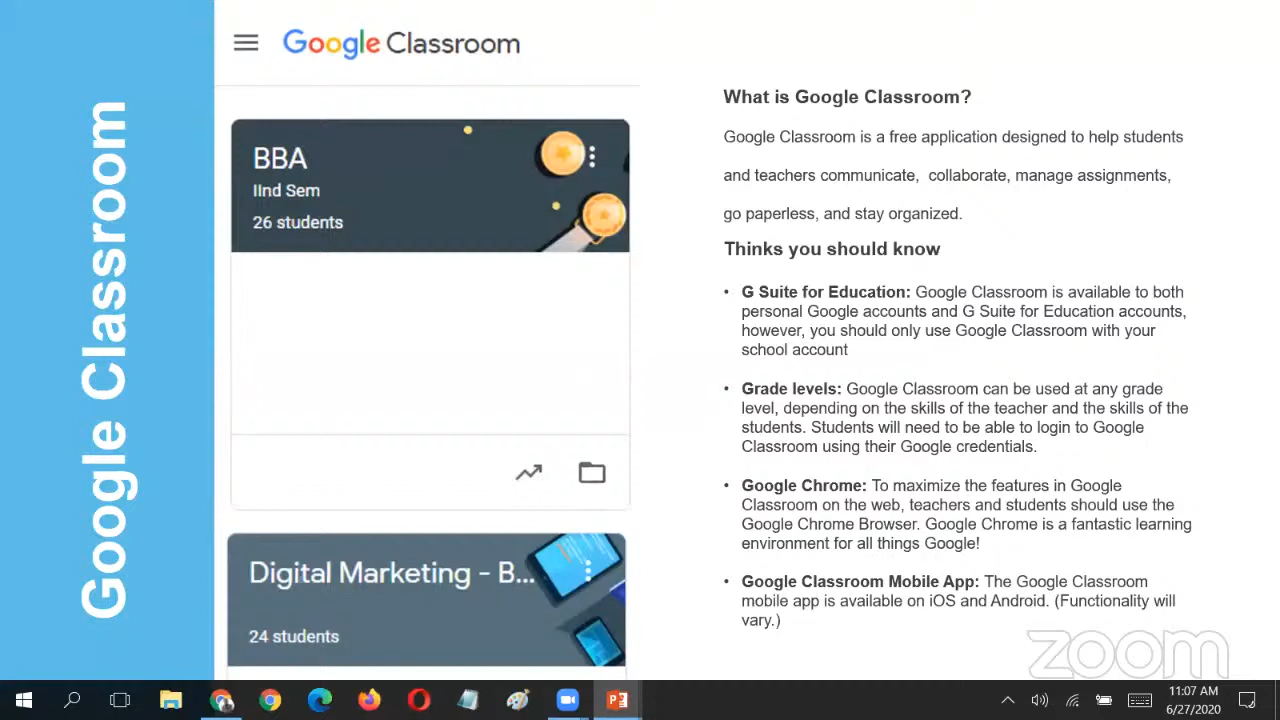 Google Classroom
Google Classroom
BBA
IInd Sem
26 students
Digital Marketing - B...
24 students
What is Google Classroom?
Google Classroom is a free application designed to help students
and teachers communicate, collaborate, manage assignments,
go paperless, and stay organized.
Thinks you should know
• G Suite for Education: Google Classroom is available to both
personal Google accounts and G Suite for Education accounts,
however, you should only use Google Classroom with your
school account
• Grade levels: Google Classroom can be used at any grade
level, depending on the skills of the teacher and the skills of the
students. Students will need to be able to login to Google
Classroom using their Google credentials.
• Google Chrome: To maximize the features in Google
Classroom on the web, teachers and students should use the
Google Chrome Browser. Google Chrome is a fantastic learning
environment for all things Google!
• Google Classroom Mobile App: The Google Classroom
mobile app is available on iOS and Android. (Functionality will
vary.)
zoom
11:07 AM
6/27/2020